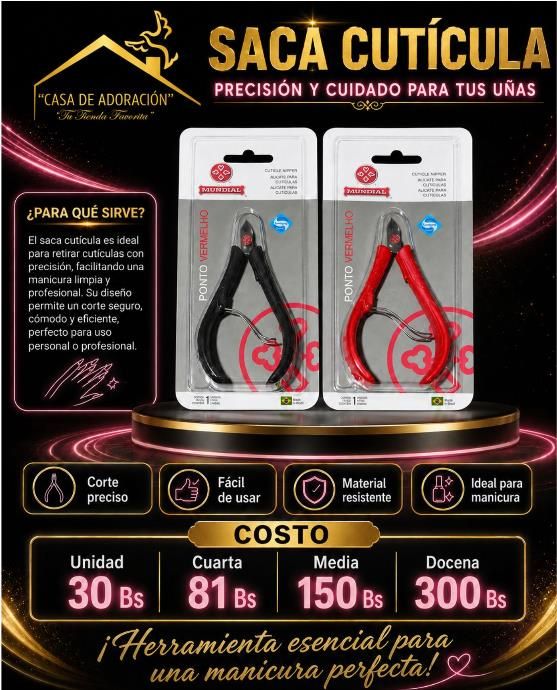 SACA CUTÍCULA
PRECISIÓN Y CUIDADO PARA TUS UÑAS
"CASA DE ADORACIÓN"
"Tu Tienda Favorita"
¿PARA QUÉ SIRVE?
El saca cutícula es ideal
para retirar cutículas con
precisión, facilitando una
manicura limpia y
profesional. Su diseño
permite un corte seguro,
cómodo y eficiente,
perfecto para uso
personal o profesional.
MUNDIAL
CUTICLE NIPPER
ALICATE PARA
CUTICULAS
ALICATE PARA
CUTÍCULAS
PONTO VERMELHO
MUNDIAL
CUTICLE NIPPER
ALICATE PARA
CUTICULAS
ALICATE PARA
CUTÍCULAS
PONTO VERMELHO
Corte
preciso
Fácil
de usar
Material
resistente
Ideal para
manicura
COSTO
Unidad
30 Bs
Cuarta
81 Bs
Media
150 Bs
Docena
300 Bs
¡Herramienta esencial para
una manicura perfecta!